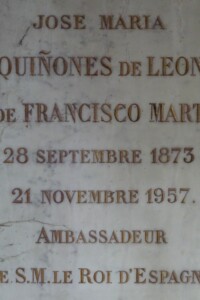 JOSE MARIA
QUIÑONES DE LEON
DE FRANCISCO MART
28 SEPTEMBRE 1873
21 NOVEMBRE 1957.
AMBASSADEUR
E S.M. LE ROI D'ESPAGN